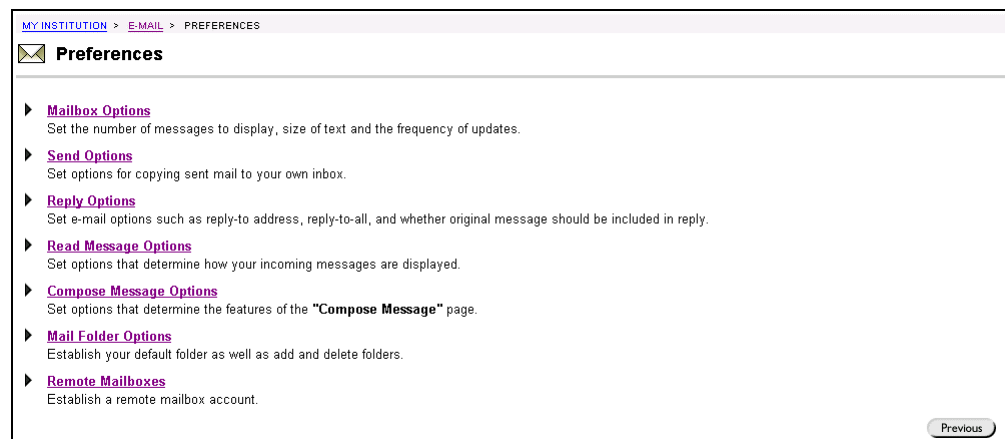 MY INSTITUTION > E-MAIL > PREFERENCES
Preferences
Mailbox Options
Set the number of messages to display, size of text and the frequency of updates.
Send Options
Set options for copying sent mail to your own inbox.
Reply Options
Set e-mail options such as reply-to address, reply-to-all, and whether original message should be included in reply.
Read Message Options
Set options that determine how your incoming messages are displayed.
Compose Message Options
Set options that determine the features of the "Compose Message" page.
Mail Folder Options
Establish your default folder as well as add and delete folders.
Remote Mailboxes
Establish a remote mailbox account.
Previous